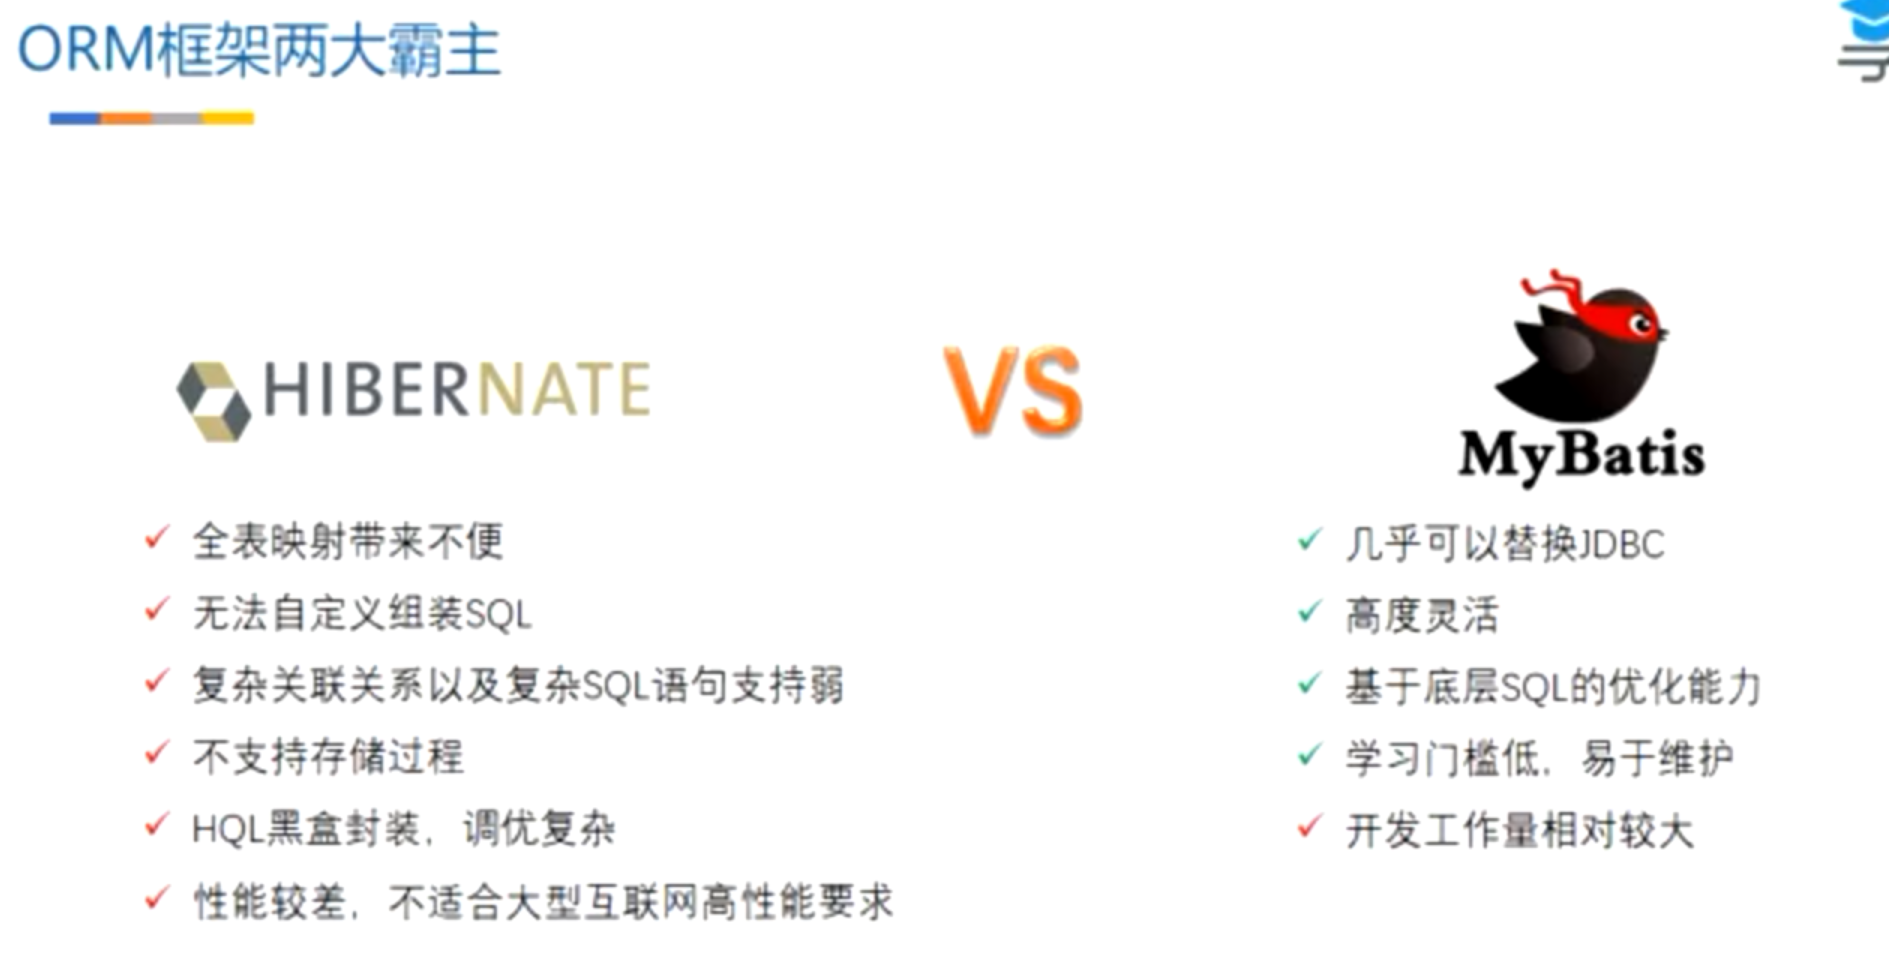 ORM框架两大霸主
HIBERNATE
VS
MyBatis
全表映射带来不便
无法自定义组装SQL
复杂关联关系以及复杂SQL语句支持弱
不支持存储过程
HQL黑盒封装，调优复杂
性能较差，不适合大型互联网高性能要求
几乎可以替换JDBC
高度灵活
基于底层SQL的优化能力
学习门槛低，易于维护
开发工作量相对较大